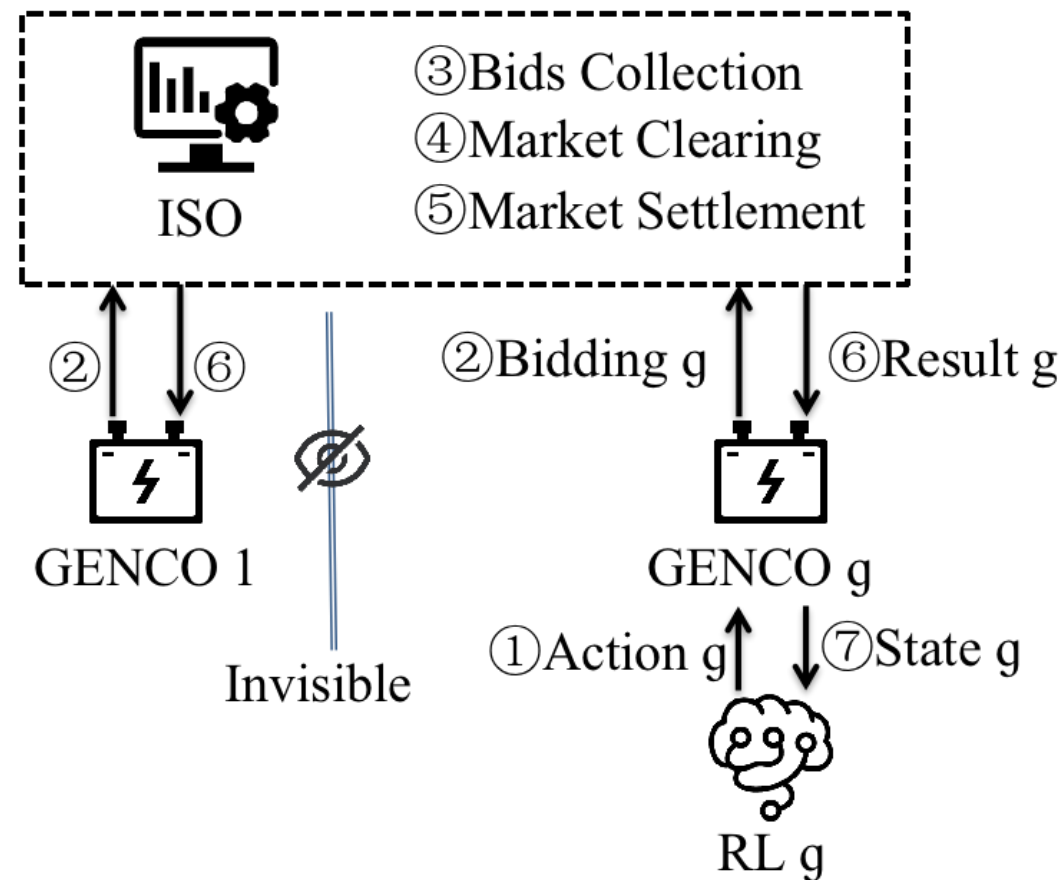 ③Bids Collection
④Market Clearing
⑤Market Settlement
ISO
②
⑥
②Bidding g
⑥Result g
GENCO 1
GENCO g
Invisible
①Action g
⑦State g
RL g